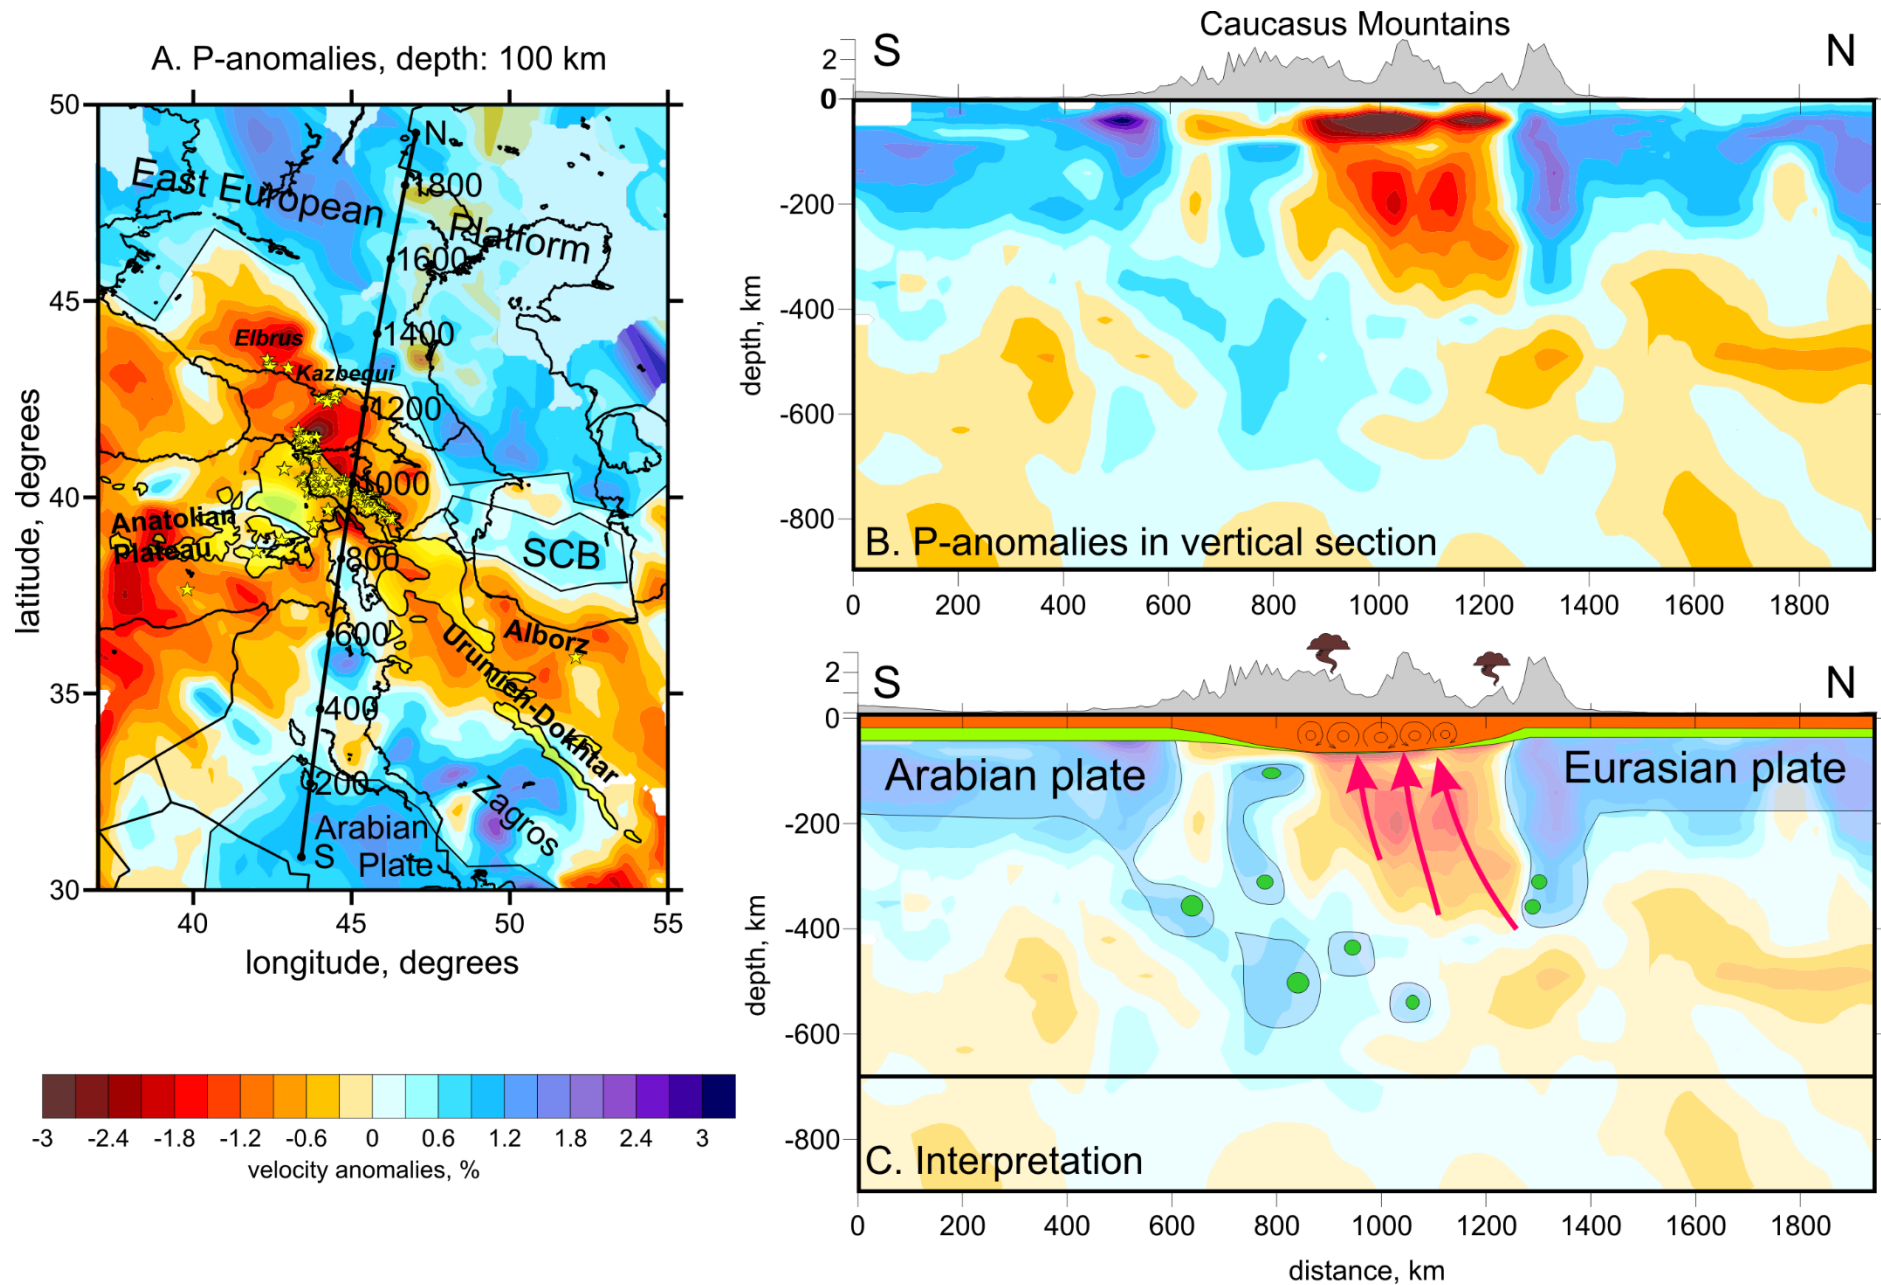 A. P-anomalies, depth: 100 km
50
45
40
35
30
latitude, degrees
40
45
50
55
longitude, degrees
N
1800
1600
1400
1200
1000
800
600
400
200
S
East European
Platform
Elbrus
Kazbegui
Anatolian
Plateau
SCB
Alborz
Urumieh-Dokhtar
Zagros
Arabian
Plate
-3 -2.4 -1.8 -1.2 -0.6 0 0.6 1.2 1.8 2.4 3
velocity anomalies, %
Caucasus Mountains
S
N
2
0
-200
-400
-600
-800
depth, km
B. P-anomalies in vertical section
0 200 400 600 800 1000 1200 1400 1600 1800
S
N
2
0
-200
-400
-600
-800
depth, km
Arabian plate
Eurasian plate
C. Interpretation
0 200 400 600 800 1000 1200 1400 1600 1800
distance, km